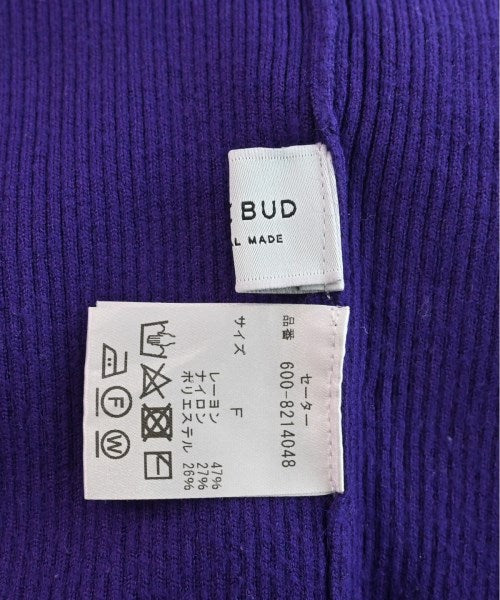 BUD
MADE
セーター
品番 600-8214048
サイズ F
レーヨン 47%
ナイロン 27%
ポリエステル 26%
F
W